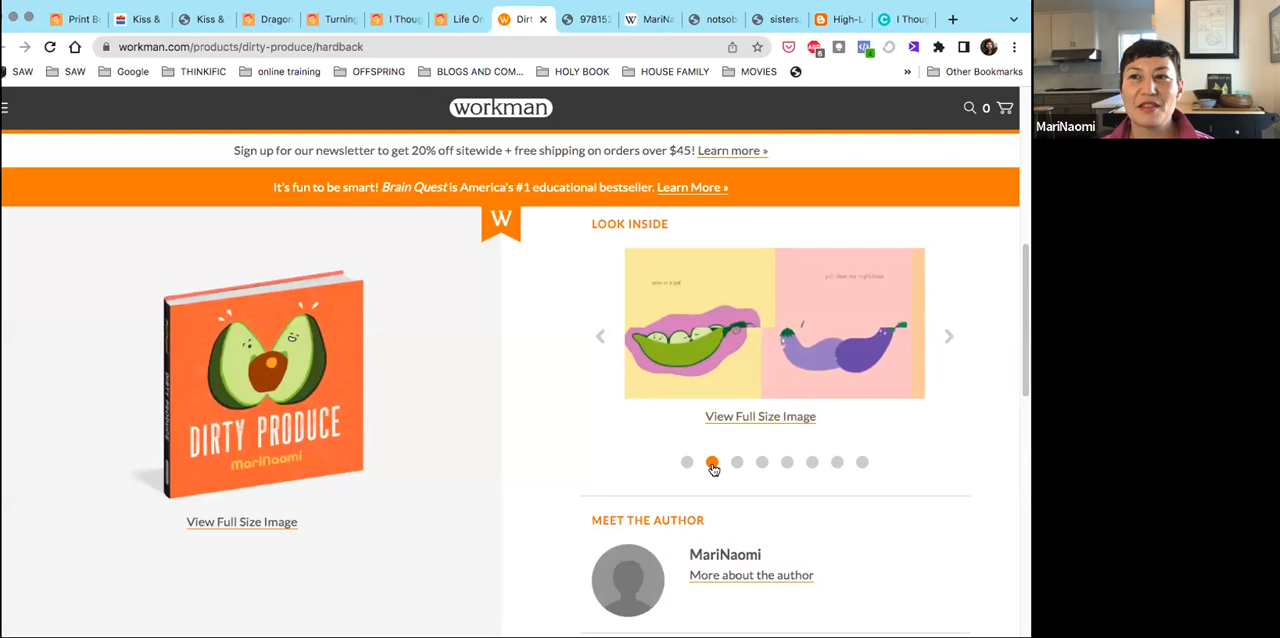 Print B
Kiss &
Kiss &
Dragon
Turning
I Thou
Life On
Dirt
978152
MariNa
notsob
sisters
High-L
I Thou
workman.com/products/dirty-produce/hardback
SAW
SAW
Google
THINKIFIC
online training
OFFSPRING
BLOGS AND COM...
HOLY BOOK
HOUSE FAMILY
MOVIES
»
Other Bookmarks
workman
0
Sign up for our newsletter to get 20% off sitewide + free shipping on orders over $45! Learn more »
It's fun to be smart! Brain Quest is America's #1 educational bestseller. Learn More »
W
LOOK INSIDE
DIRTY PRODUCE
MariNaomi
View Full Size Image
View Full Size Image
MEET THE AUTHOR
MariNaomi
More about the author
MariNaomi